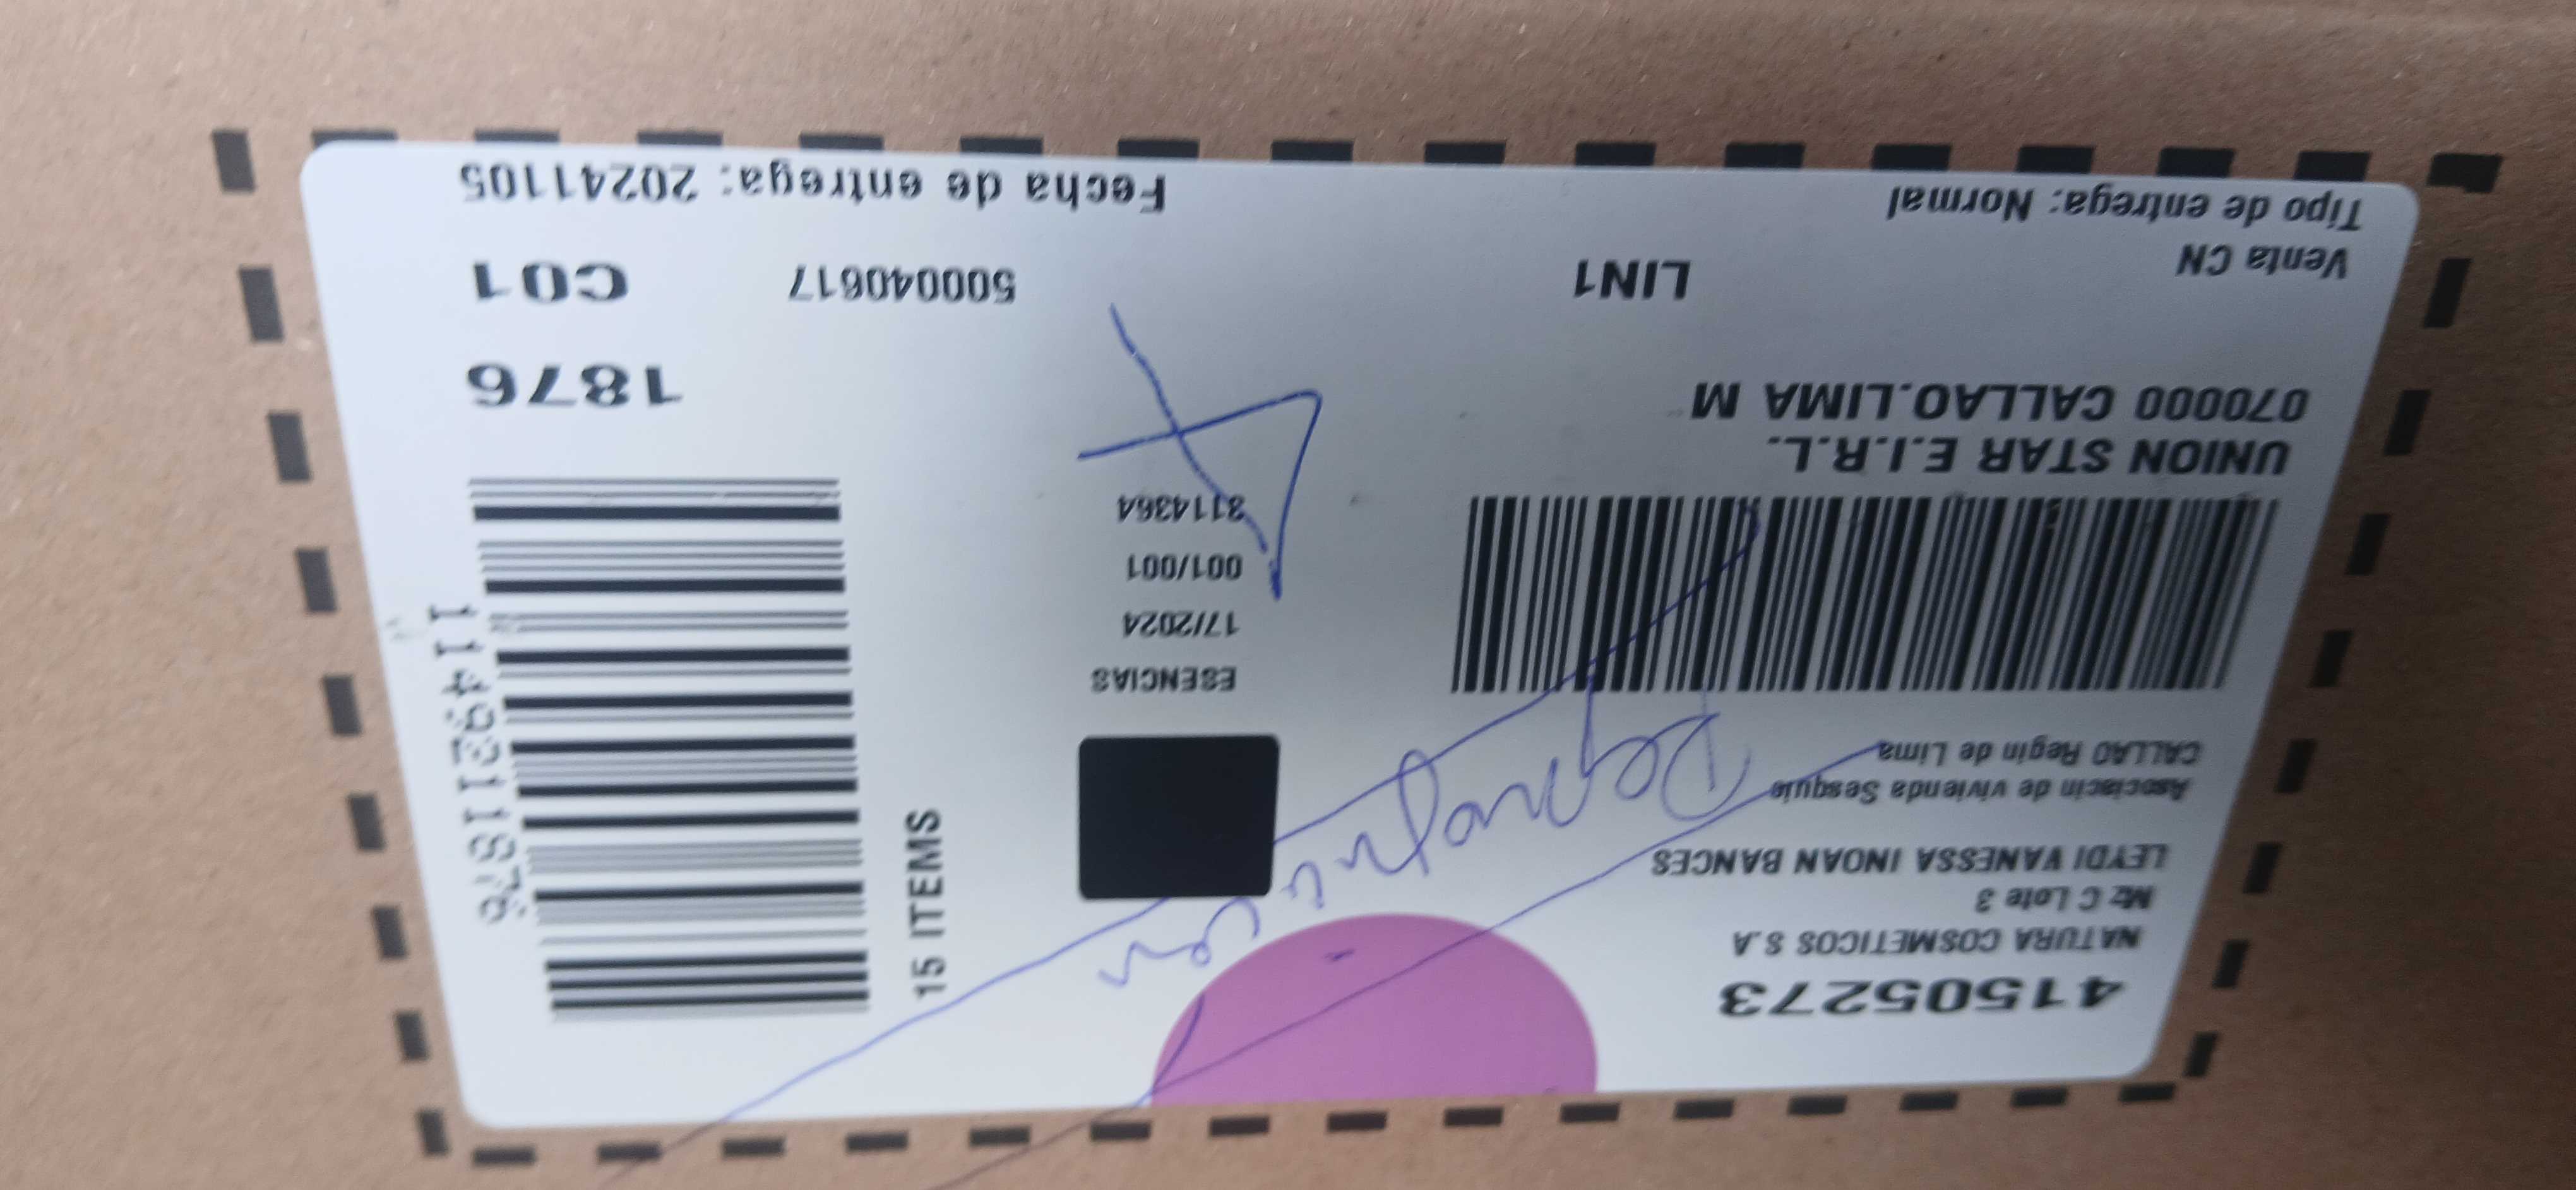 41505273
NATURA COSMETICOS S.A
Mz C Lote 3
LEYDI VANESSA INOAN BANCES
Asociacin de vivienda Sesquie
CALLAO Regin de Lima
UNION STAR E.I.R.L.
070000 CALLAO.LIMA M
LIN1
Venta CN
Tipo de entrega: Normal
15 ITEMS
ESENCIAS
17/2024
001/001
3114364
500040617
114931231876
1876
C01
Fecha de entrega: 20241105